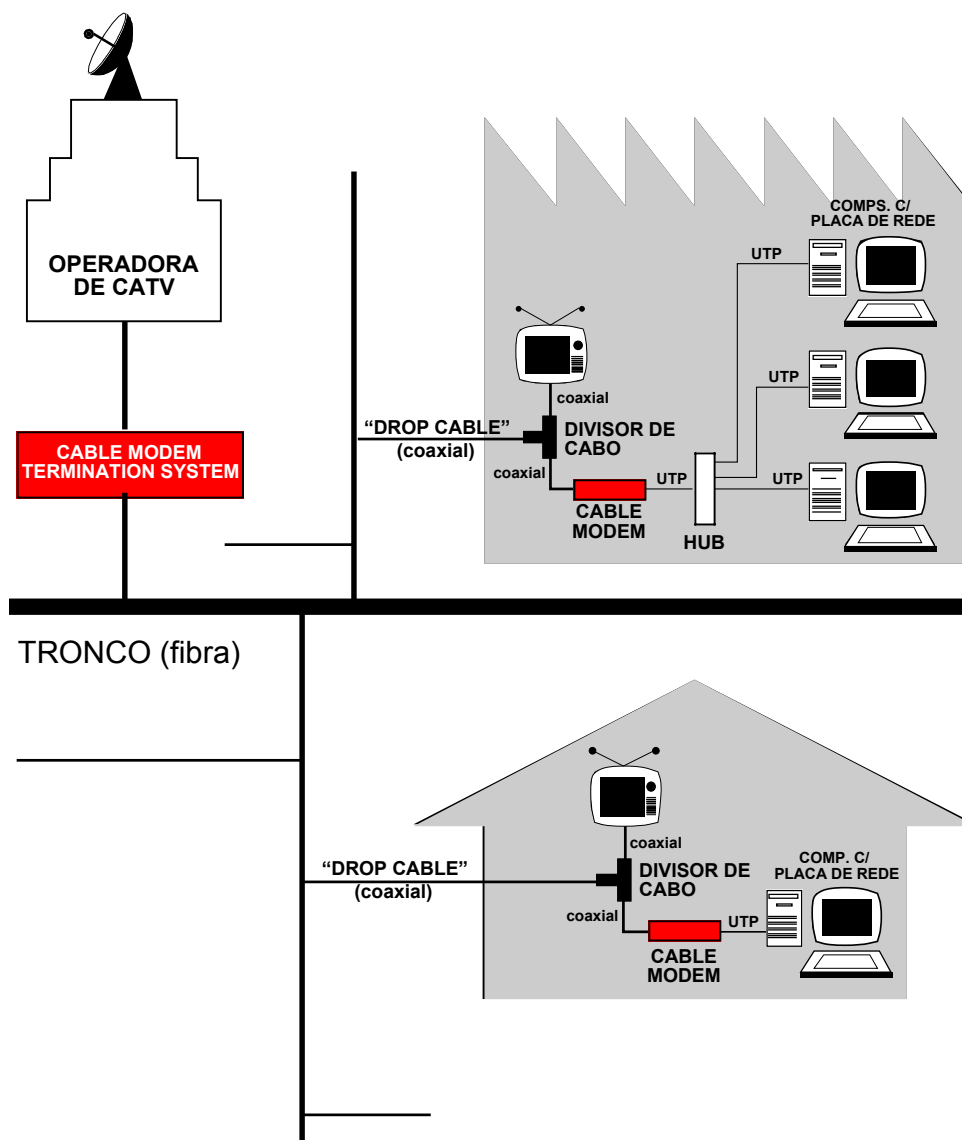 OPERADORA
DE CATV
CABLE MODEM
TERMINATION SYSTEM
COMPS. C/
PLACA DE REDE
UTP
UTP
UTP
coaxial
“DROP CABLE”
(coaxial)
DIVISOR DE
CABO
coaxial
UTP
CABLE
MODEM
HUB
TRONCO (fibra)
coaxial
“DROP CABLE”
(coaxial)
DIVISOR DE
CABO
COMP. C/
PLACA DE REDE
coaxial
UTP
CABLE
MODEM